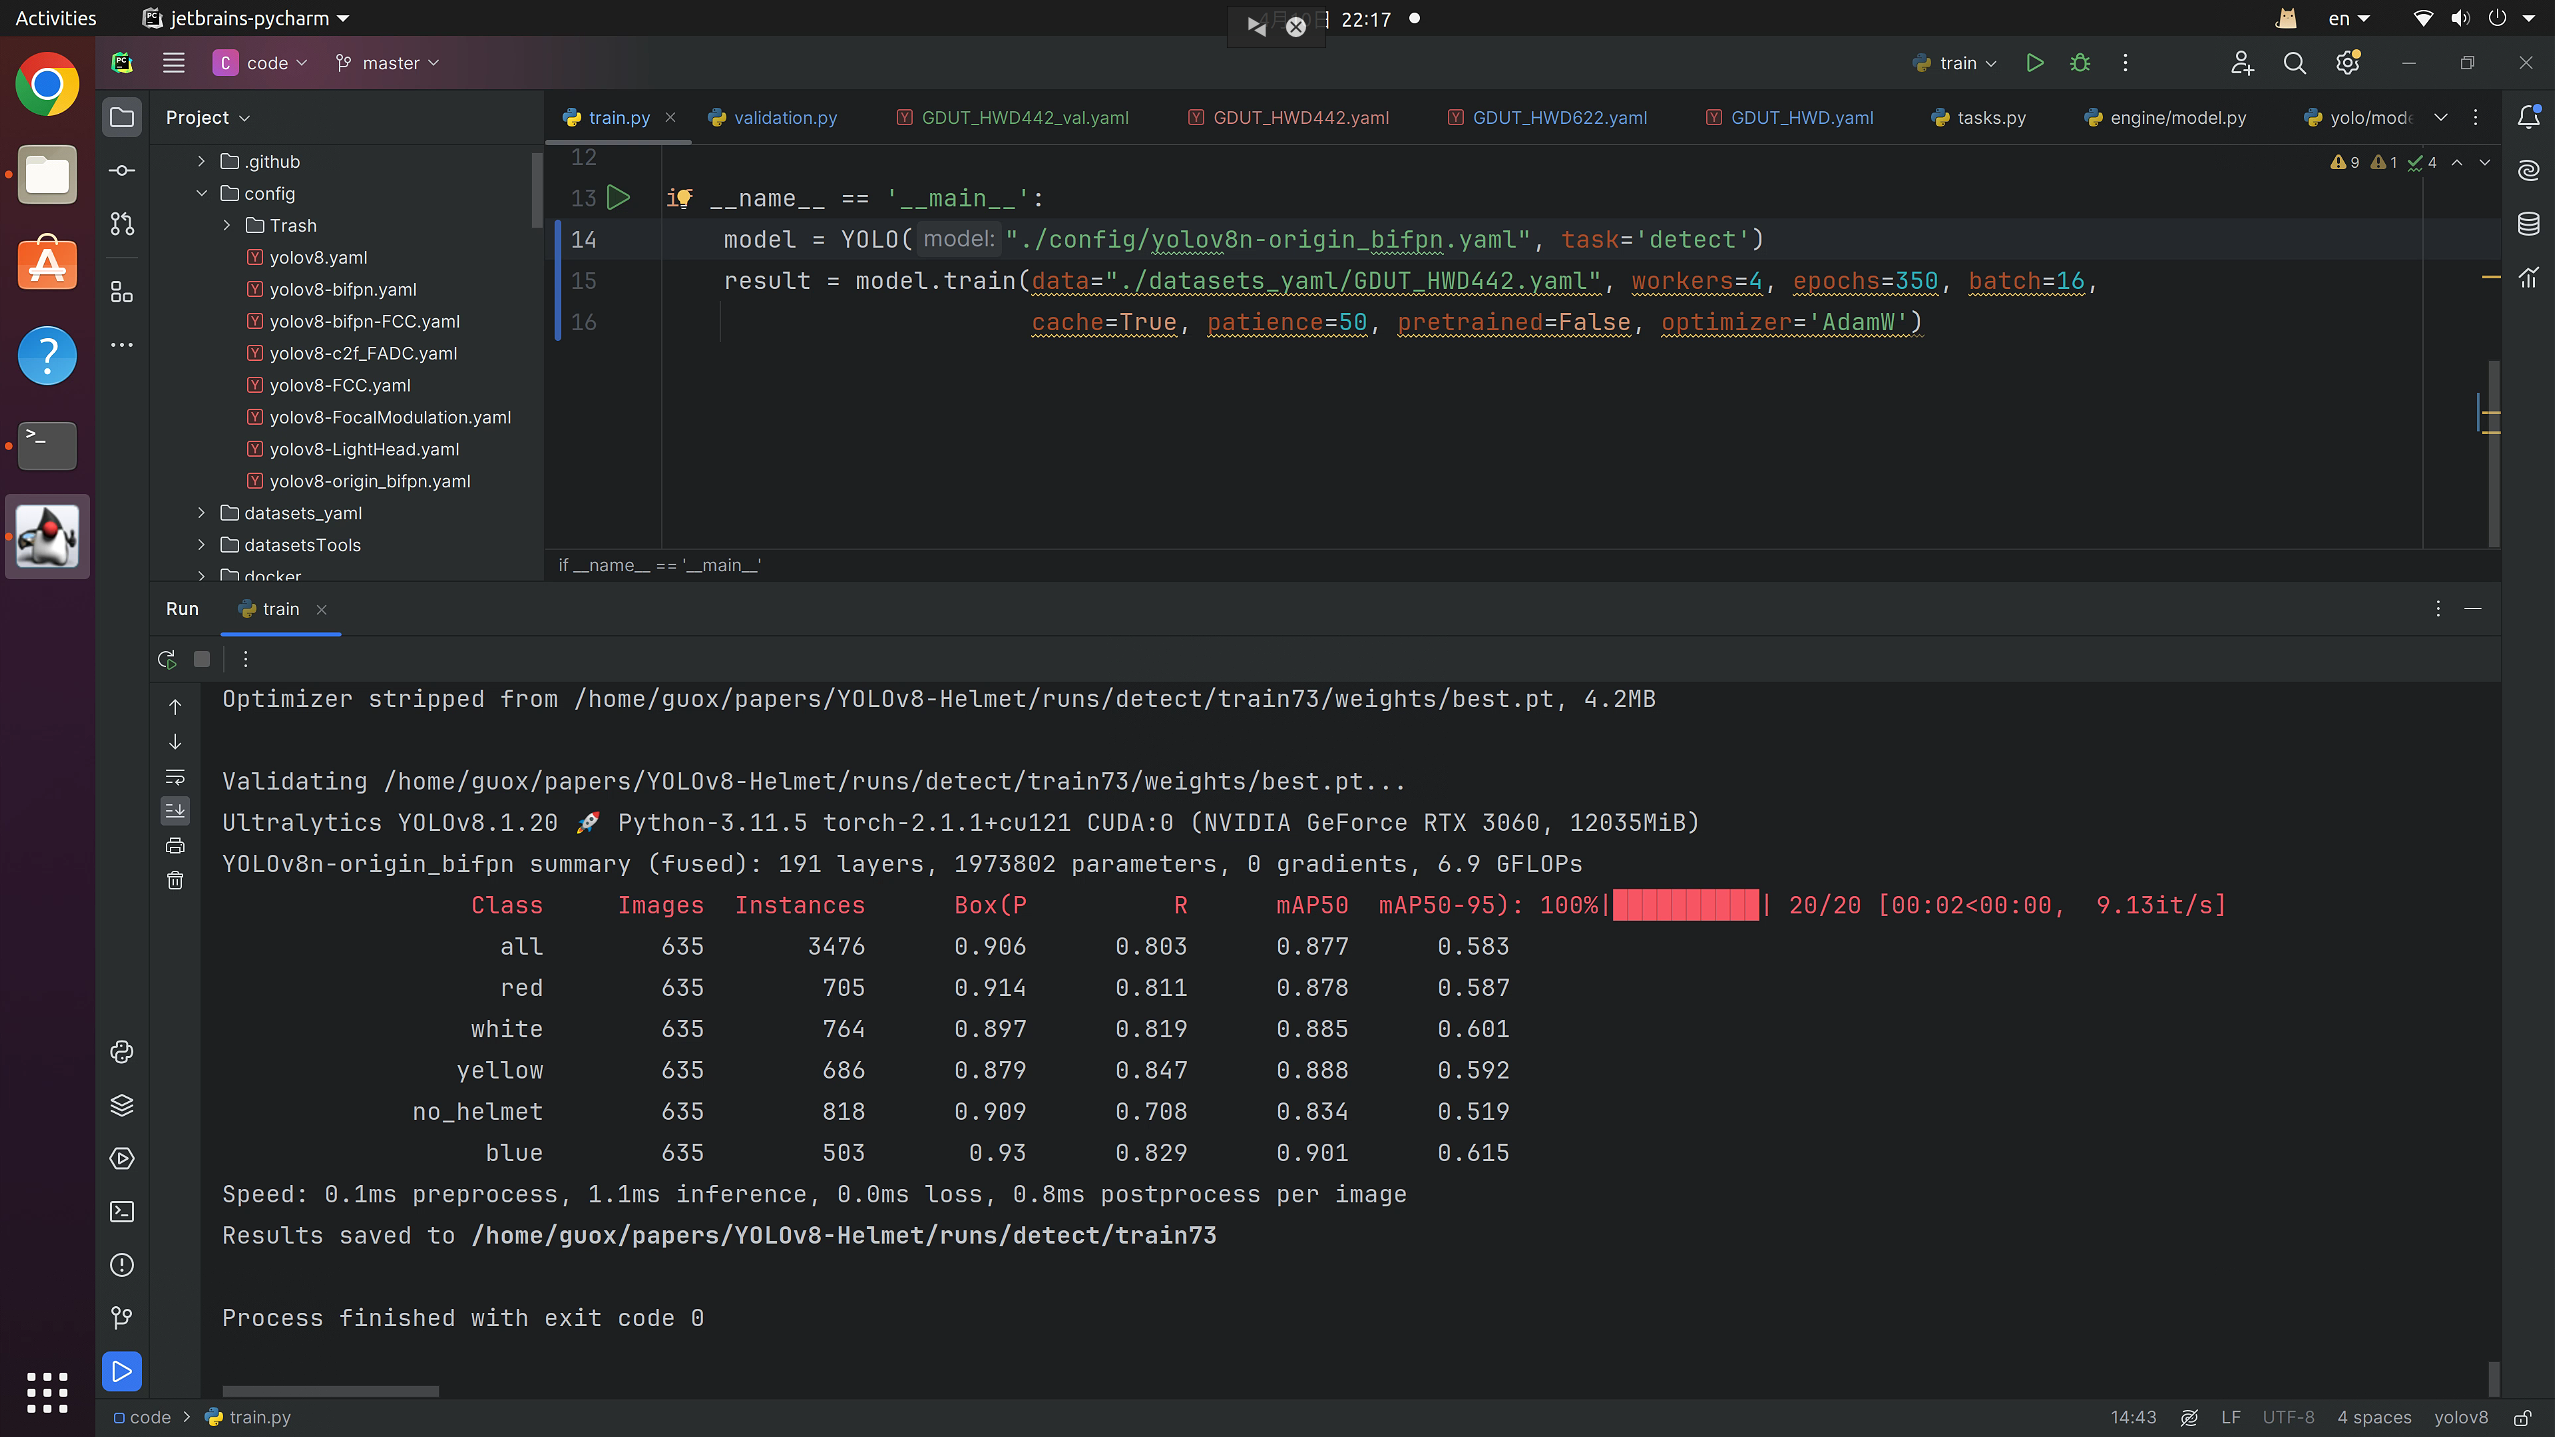 Activities
jetbrains-pycharm
4月10日 22:17
en
code
master
train
Project
train.py
validation.py
GDUT_HWD442_val.yaml
GDUT_HWD442.yaml
GDUT_HWD622.yaml
GDUT_HWD.yaml
tasks.py
engine/model.py
.github
config
Trash
yolov8.yaml
yolov8-bifpn.yaml
yolov8-bifpn-FCC.yaml
yolov8-c2f_FADC.yaml
yolov8-FCC.yaml
yolov8-FocalModulation.yaml
yolov8-LightHead.yaml
yolov8-origin_bifpn.yaml
datasets_yaml
datasetsTools
docker
9 1 4
12
13 if __name__ == '__main__':
14 model = YOLO( model: "./config/yolov8n-origin_bifpn.yaml", task='detect')
15 result = model.train(data="./datasets_yaml/GDUT_HWD442.yaml", workers=4, epochs=350, batch=16,
16 cache=True, patience=50, pretrained=False, optimizer='AdamW')
if __name__ == '__main__'
Run train
Optimizer stripped from /home/guox/papers/YOLOv8-Helmet/runs/detect/train73/weights/best.pt, 4.2MB
Validating /home/guox/papers/YOLOv8-Helmet/runs/detect/train73/weights/best.pt...
Ultralytics YOLOv8.1.20 🚀 Python-3.11.5 torch-2.1.1+cu121 CUDA:0 (NVIDIA GeForce RTX 3060, 12035MiB)
YOLOv8n-origin_bifpn summary (fused): 191 layers, 1973802 parameters, 0 gradients, 6.9 GFLOPs
Class Images Instances Box(P R mAP50 mAP50-95): 100%|██████████| 20/20 [00:02<00:00, 9.13it/s]
all 635 3476 0.906 0.803 0.877 0.583
red 635 705 0.914 0.811 0.878 0.587
white 635 764 0.897 0.819 0.885 0.601
yellow 635 686 0.879 0.847 0.888 0.592
no_helmet 635 818 0.909 0.708 0.834 0.519
blue 635 503 0.93 0.829 0.901 0.615
Speed: 0.1ms preprocess, 1.1ms inference, 0.0ms loss, 0.8ms postprocess per image
Results saved to /home/guox/papers/YOLOv8-Helmet/runs/detect/train73
Process finished with exit code 0
code > train.py
14:43 LF UTF-8 4 spaces yolov8